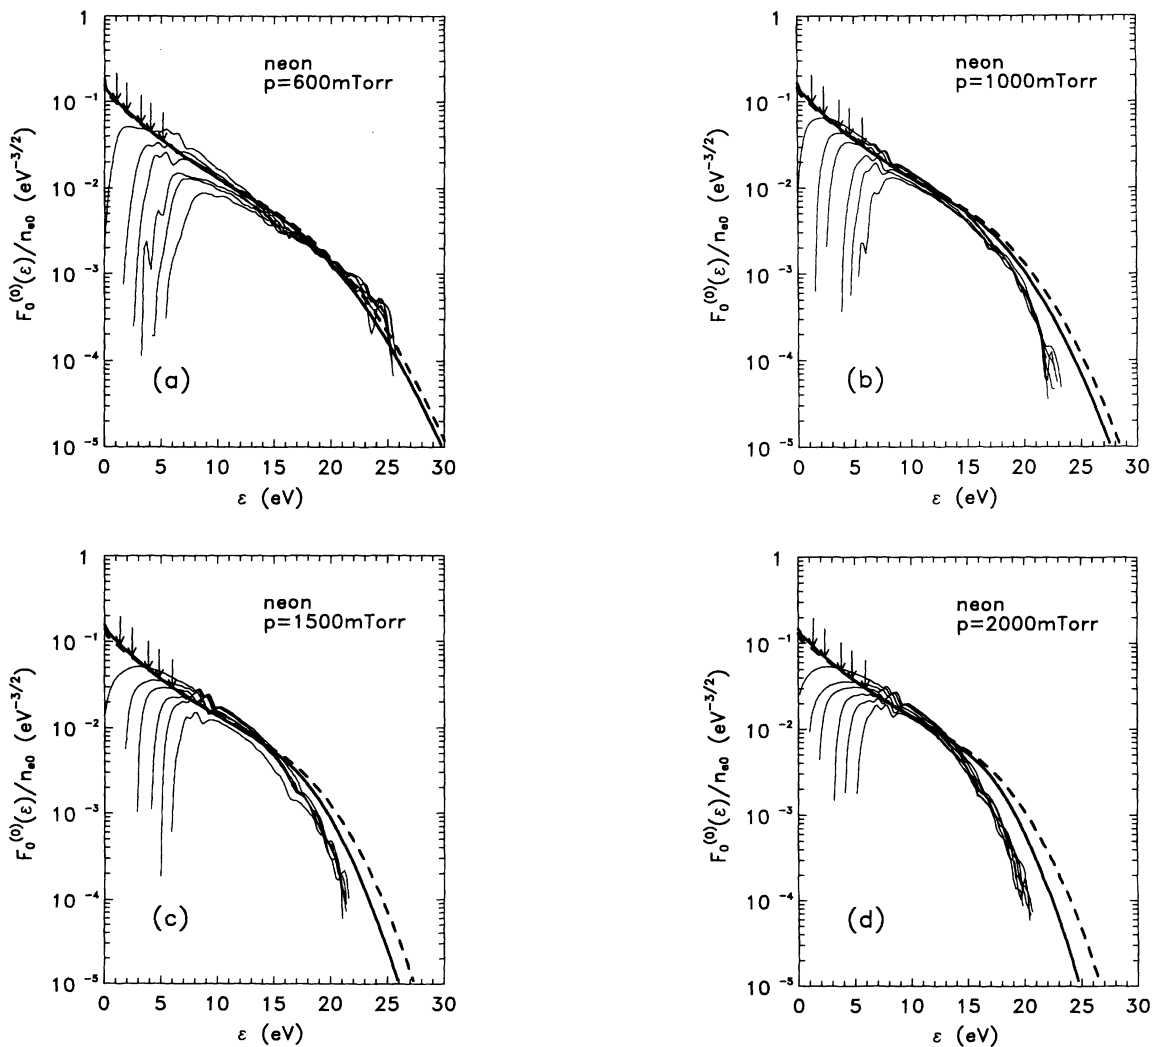 neon
p=600mTorr
F₀⁽⁰⁾(ε)/nₑ₀ (eV⁻³/²)
1
10⁻¹
10⁻²
10⁻³
10⁻⁴
10⁻⁵
(a)
0 5 10 15 20 25 30
ε (eV)
neon
p=1000mTorr
F₀⁽⁰⁾(ε)/nₑ₀ (eV⁻³/²)
1
10⁻¹
10⁻²
10⁻³
10⁻⁴
10⁻⁵
(b)
0 5 10 15 20 25 30
ε (eV)
neon
p=1500mTorr
F₀⁽⁰⁾(ε)/nₑ₀ (eV⁻³/²)
1
10⁻¹
10⁻²
10⁻³
10⁻⁴
10⁻⁵
(c)
0 5 10 15 20 25 30
ε (eV)
neon
p=2000mTorr
F₀⁽⁰⁾(ε)/nₑ₀ (eV⁻³/²)
1
10⁻¹
10⁻²
10⁻³
10⁻⁴
10⁻⁵
(d)
0 5 10 15 20 25 30
ε (eV)